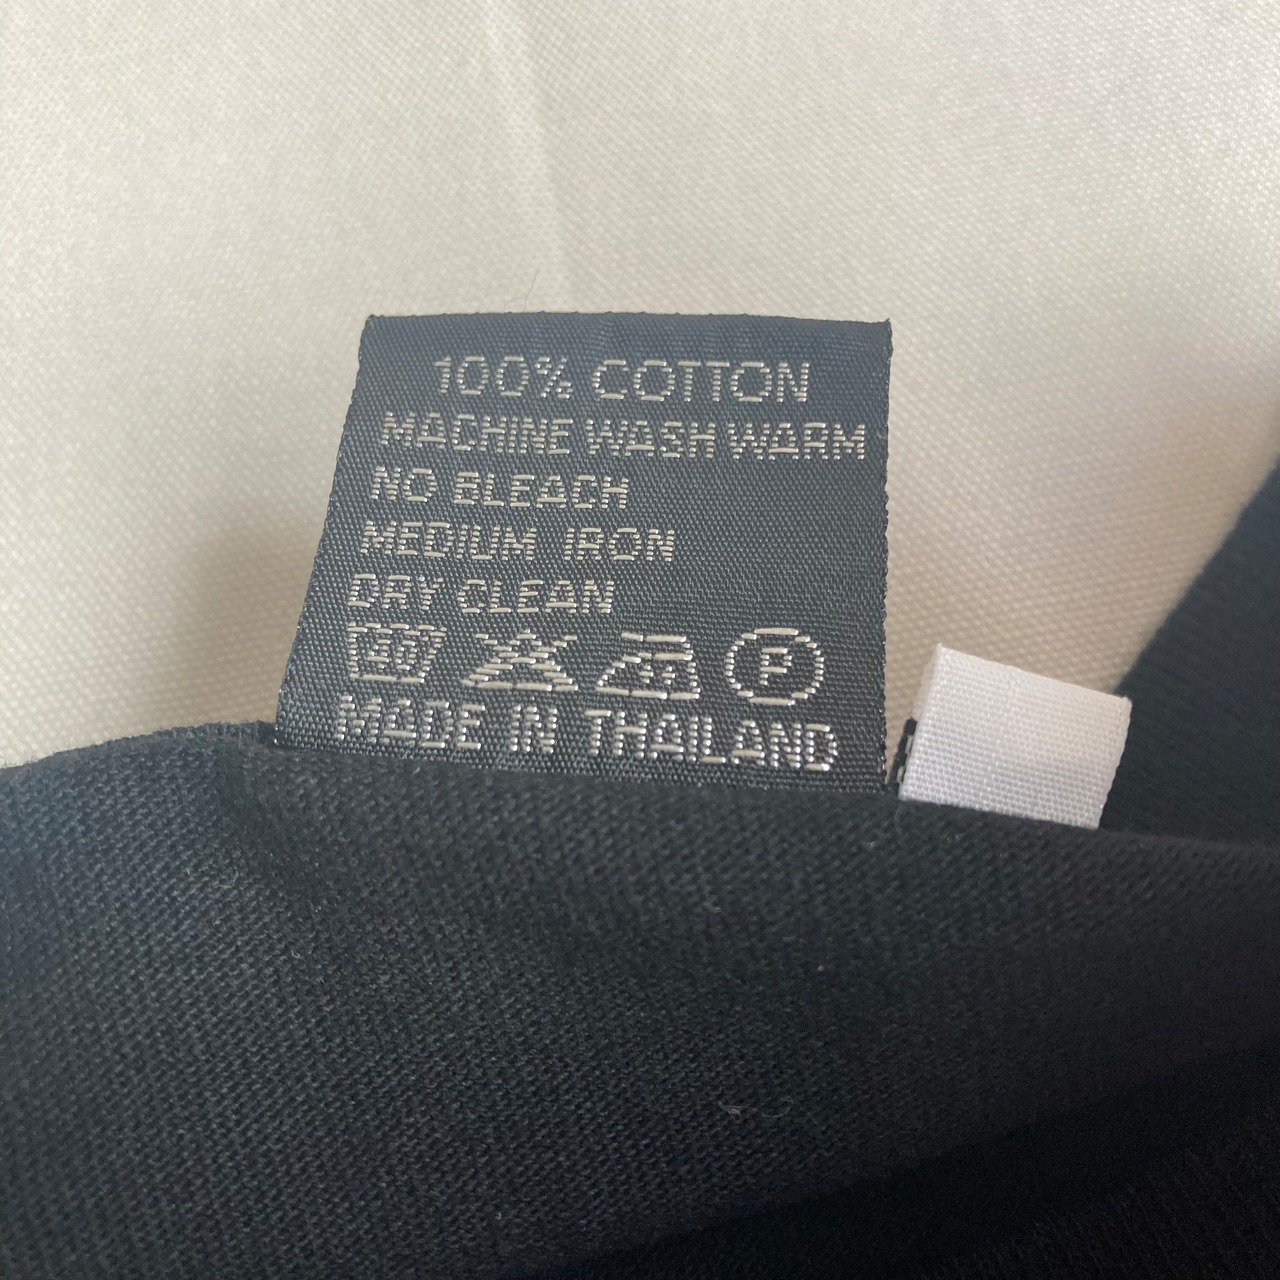 100% COTTON
MACHINE WASH WARM
NO BLEACH
MEDIUM IRON
DRY CLEAN
40 P
MADE IN THAILAND